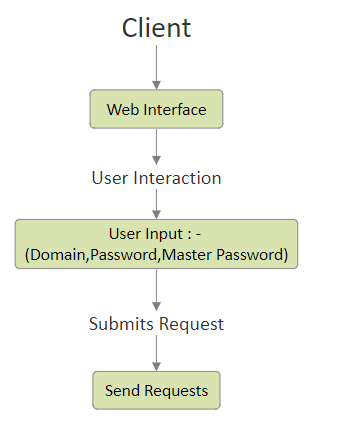 Client
Web Interface
User Interaction
User Input : -
(Domain,Password,Master Password)
Submits Request
Send Requests